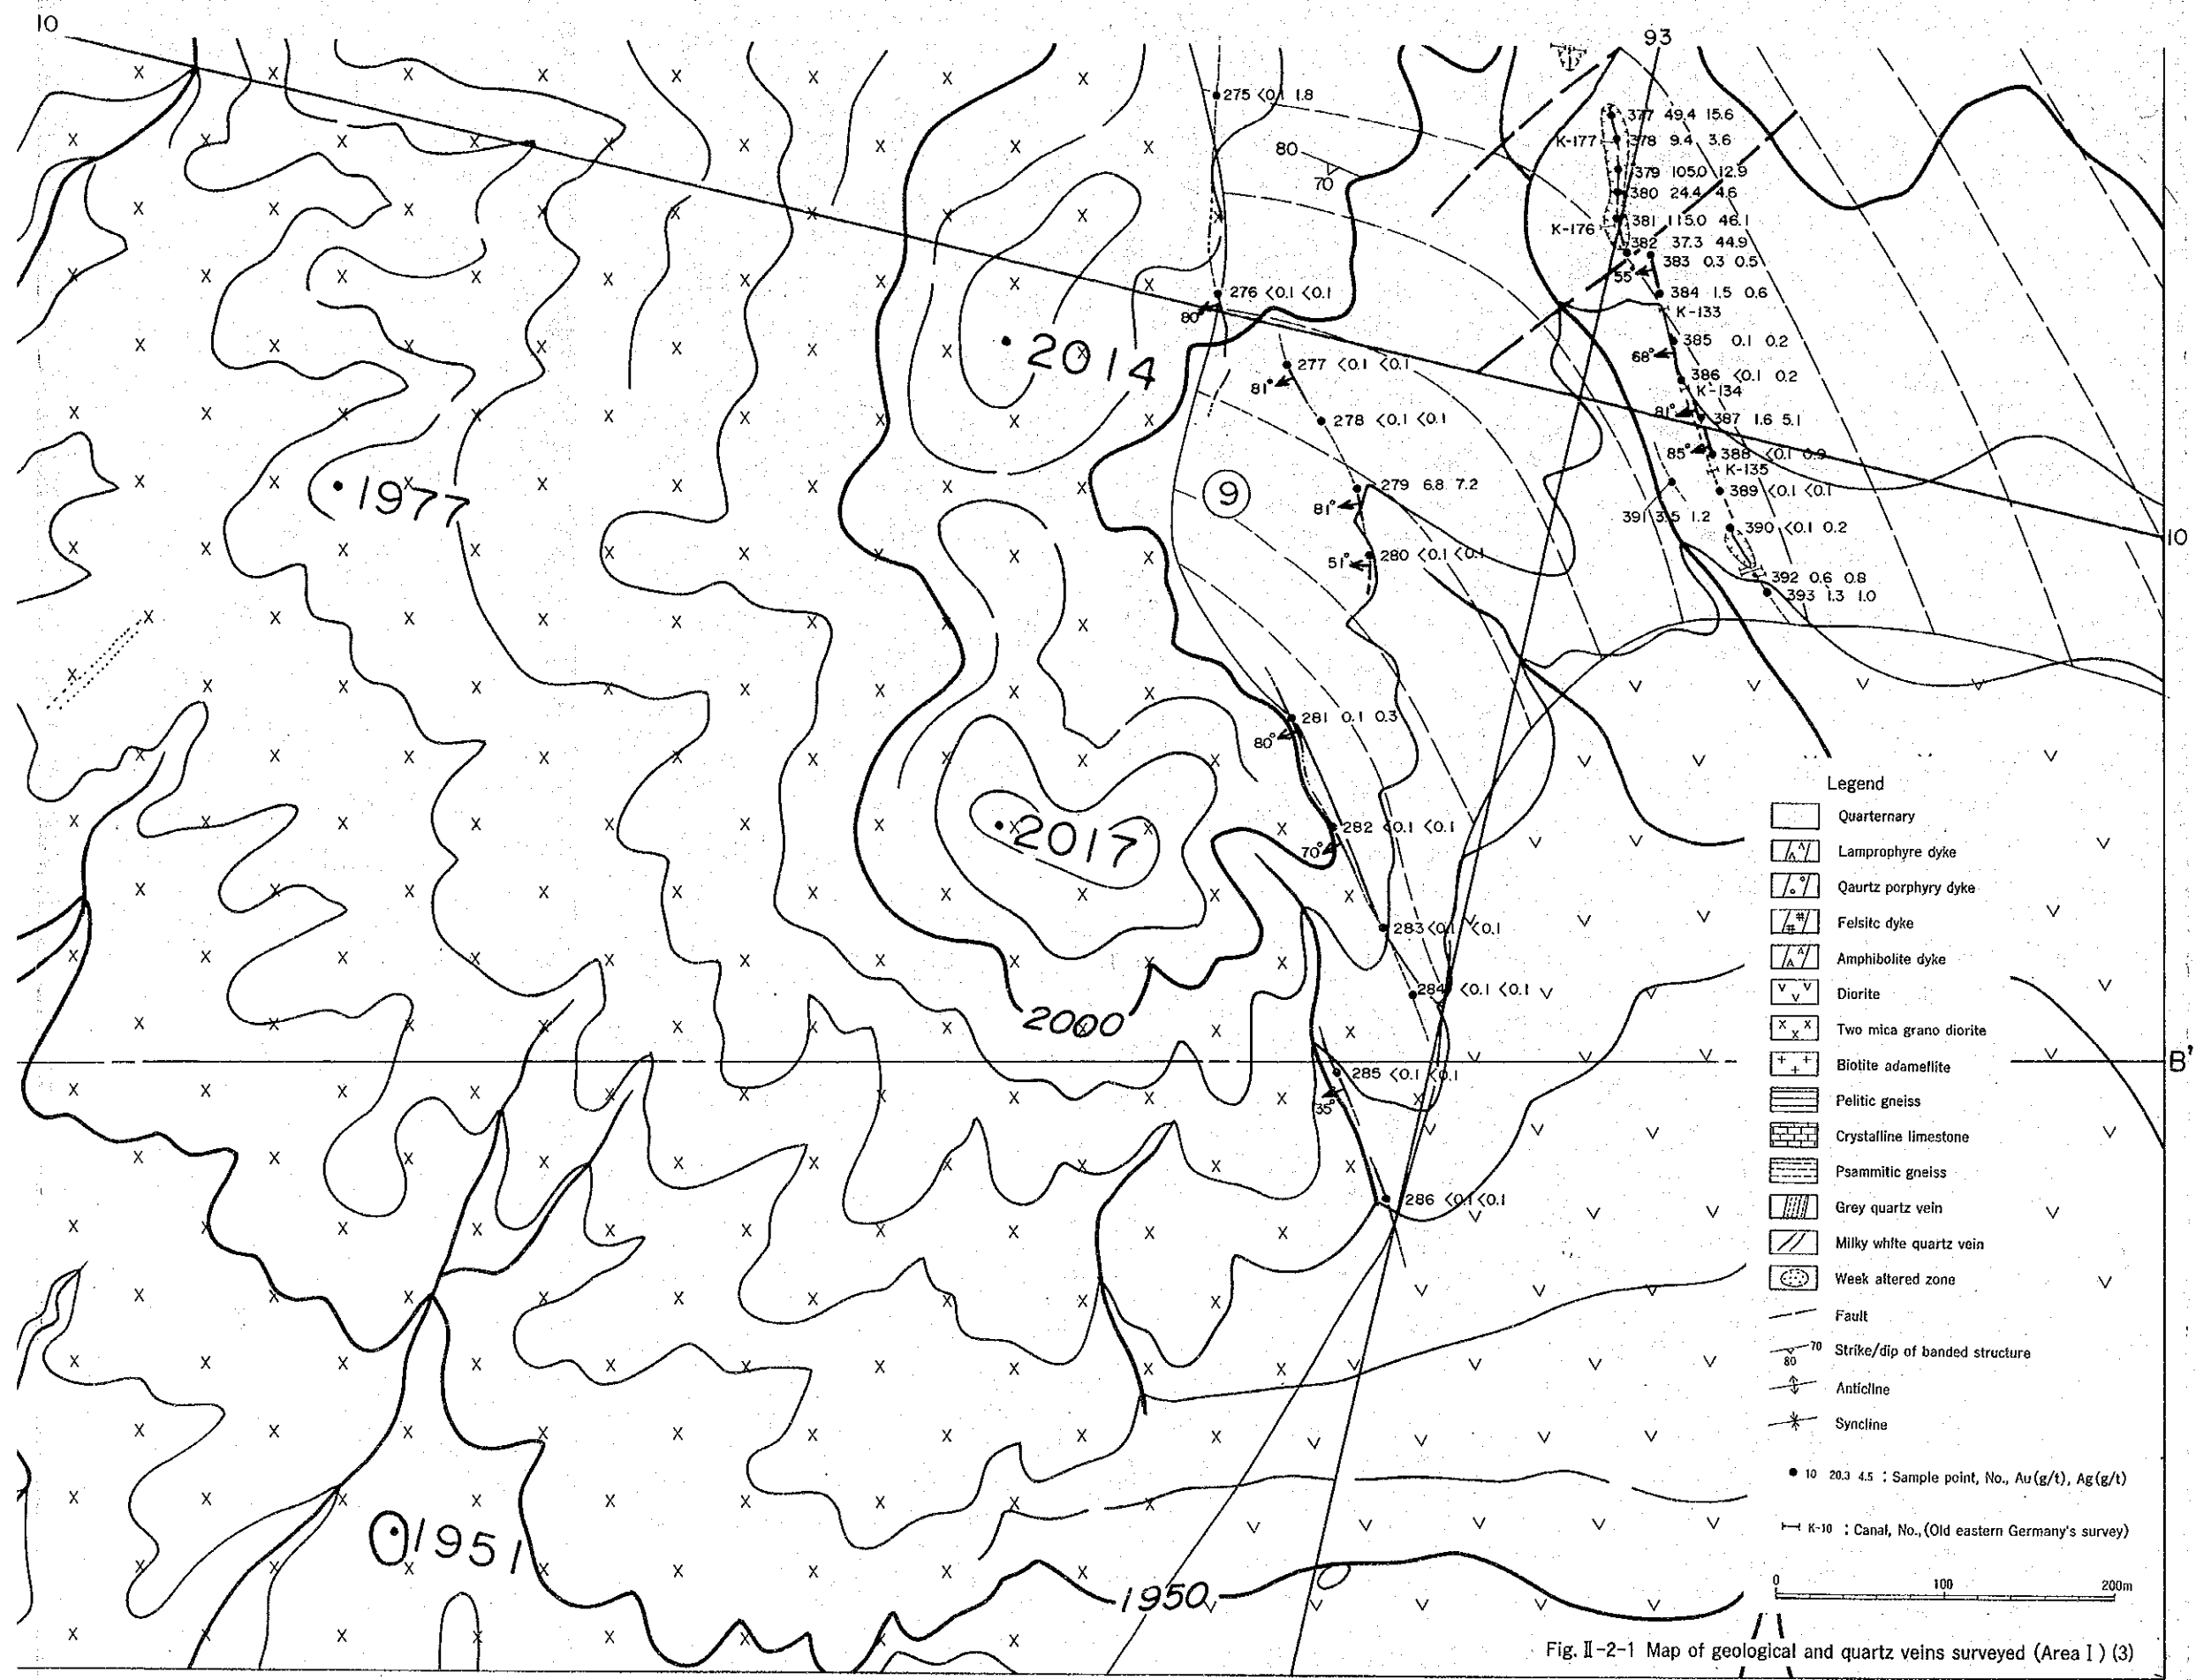 10
93
275 <0.1 1.8
377 49.4 15.6
K-177
378 9.4 3.6
80
70
379 105.0 12.9
380 24.4 4.6
381 115.0 46.1
K-176
382 37.3 44.9
383 0.3 0.5
55°
276 <0.1 <0.1
80°
384 1.5 0.6
K-133
2014
385 0.1 0.2
68°
277 <0.1 <0.1
81°
386 <0.1 0.2
K-134
81°
387 1.6 5.1
278 <0.1 <0.1
85°
388 <0.1 0.9
K-135
1977
9
279 6.8 7.2
81°
389 <0.1 <0.1
391 3.5 1.2
390 <0.1 0.2
10
280 <0.1 <0.1
51°
392 0.6 0.8
393 1.3 1.0
281 0.1 0.3
80°
2017
282 <0.1 <0.1
70°
283 <0.1 <0.1
284 <0.1 <0.1
2000
B'
285 <0.1 <0.1
35°
286 <0.1 <0.1
1951
1950
Legend
Quarternary
Lamprophyre dyke
Qaurtz porphyry dyke
Felsitc dyke
Amphibolite dyke
Diorite
Two mica grano diorite
Biotite adamellite
Pelitic gneiss
Crystalline limestone
Psammitic gneiss
Grey quartz vein
Milky white quartz vein
Week altered zone
Fault
70
80
Strike/dip of banded structure
Anticline
Syncline
10 20.3 4.5 : Sample point, No., Au(g/t), Ag(g/t)
K-10 : Canal, No., (Old eastern Germany's survey)
0 100 200m
Fig. II-2-1 Map of geological and quartz veins surveyed (Area I) (3)